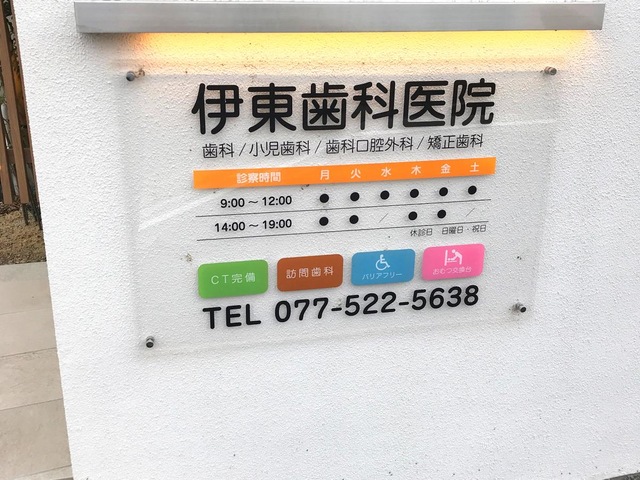 伊東歯科医院
歯科/小児歯科/歯科口腔外科/矯正歯科
診察時間 月 火 水 木 金 土
9:00～12:00 ● ● ● ● ● ●
14:00～19:00 ● ● / ● ● /
休診日 日曜日・祝日
CT完備 訪問歯科 バリアフリー おむつ交換台
TEL 077-522-5638